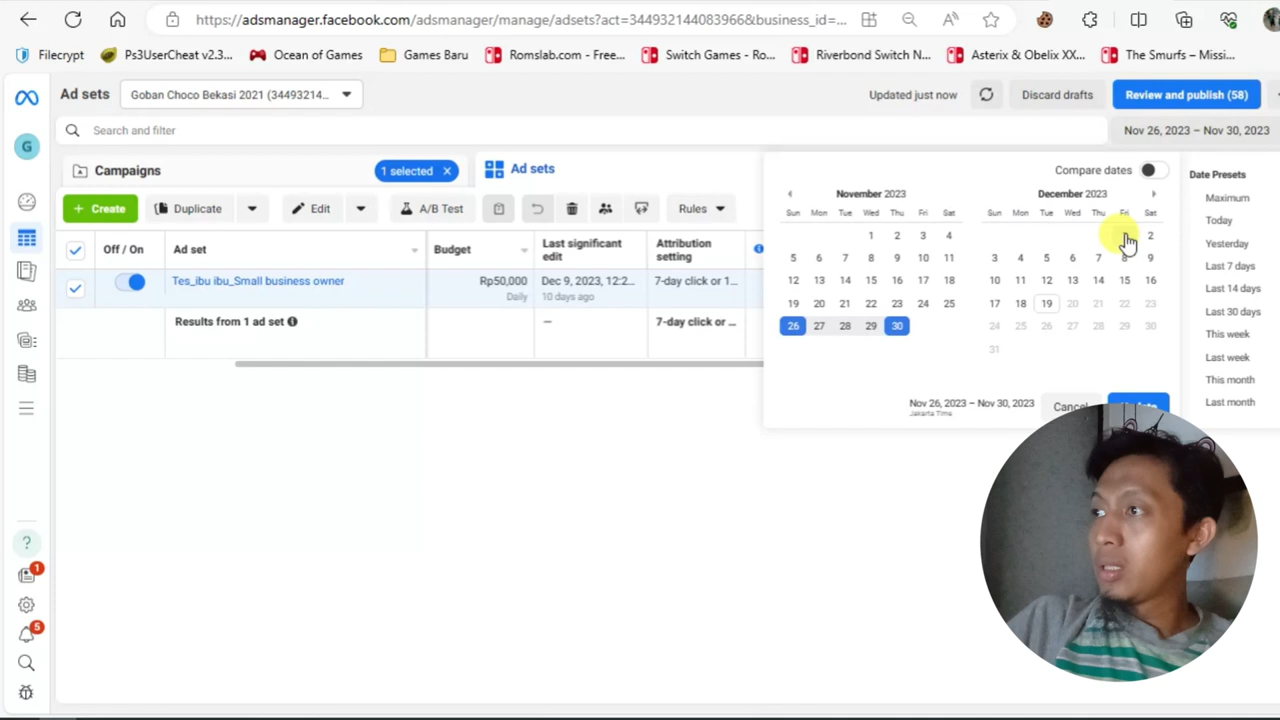 https://adsmanager.facebook.com/adsmanager/manage/adsets?act=344932144083966&business_id=...
Filecrypt
Ps3UserCheat v2.3...
Ocean of Games
Games Baru
Romslab.com - Free...
Switch Games - Ro...
Riverbond Switch N...
Asterix & Obelix XX...
The Smurfs – Missi...
Ad sets
Goban Choco Bekasi 2021 (34493214...
Updated just now
Discard drafts
Review and publish (58)
Search and filter
Nov 26, 2023 – Nov 30, 2023
Campaigns
1 selected ×
Ad sets
+ Create
Duplicate
Edit
A/B Test
Rules
Off / On
Ad set
Budget
Last significant
edit
Attribution
setting
Tes_ibu ibu_Small business owner
Rp50,000
Daily
Dec 9, 2023, 12:2...
10 days ago
7-day click or 1...
Results from 1 ad set
—
7-day click or ...
Compare dates
November 2023
Sun Mon Tue Wed Thu Fri Sat
1 2 3 4
5 6 7 8 9 10 11
12 13 14 15 16 17 18
19 20 21 22 23 24 25
26 27 28 29 30
December 2023
Sun Mon Tue Wed Thu Fri Sat
2
3 4 5 6 7 8 9
10 11 12 13 14 15 16
17 18 19 20 21 22 23
24 25 26 27 28 29 30
31
Nov 26, 2023 – Nov 30, 2023
Jakarta Time
Cancel
Date Presets
Maximum
Today
Yesterday
Last 7 days
Last 14 days
Last 30 days
This week
Last week
This month
Last month
G
1
5